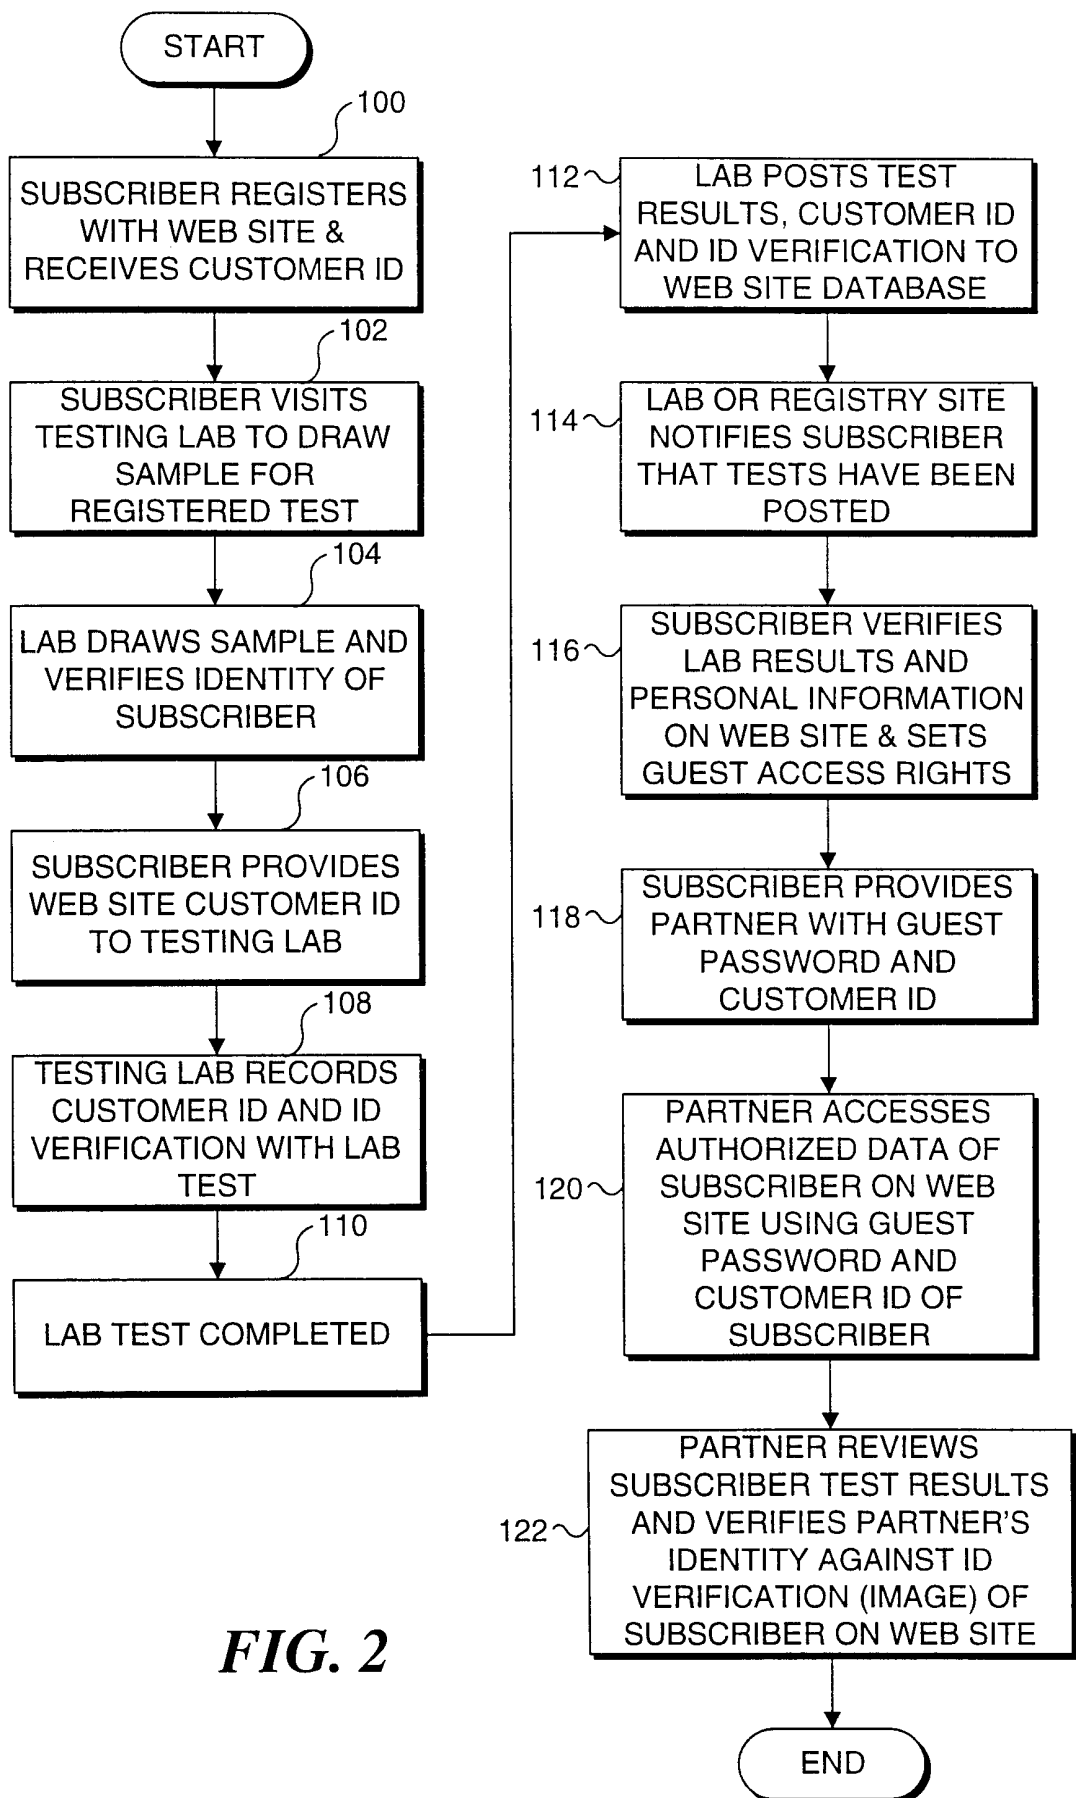 START
100
SUBSCRIBER REGISTERS
WITH WEB SITE &
RECEIVES CUSTOMER ID
102
SUBSCRIBER VISITS
TESTING LAB TO DRAW
SAMPLE FOR
REGISTERED TEST
104
LAB DRAWS SAMPLE AND
VERIFIES IDENTITY OF
SUBSCRIBER
106
SUBSCRIBER PROVIDES
WEB SITE CUSTOMER ID
TO TESTING LAB
108
TESTING LAB RECORDS
CUSTOMER ID AND ID
VERIFICATION WITH LAB
TEST
110
LAB TEST COMPLETED
112
LAB POSTS TEST
RESULTS, CUSTOMER ID
AND ID VERIFICATION TO
WEB SITE DATABASE
114
LAB OR REGISTRY SITE
NOTIFIES SUBSCRIBER
THAT TESTS HAVE BEEN
POSTED
116
SUBSCRIBER VERIFIES
LAB RESULTS AND
PERSONAL INFORMATION
ON WEB SITE & SETS
GUEST ACCESS RIGHTS
118
SUBSCRIBER PROVIDES
PARTNER WITH GUEST
PASSWORD AND
CUSTOMER ID
120
PARTNER ACCESSES
AUTHORIZED DATA OF
SUBSCRIBER ON WEB
SITE USING GUEST
PASSWORD AND
CUSTOMER ID OF
SUBSCRIBER
122
PARTNER REVIEWS
SUBSCRIBER TEST RESULTS
AND VERIFIES PARTNER'S
IDENTITY AGAINST ID
VERIFICATION (IMAGE) OF
SUBSCRIBER ON WEB SITE
END
FIG. 2